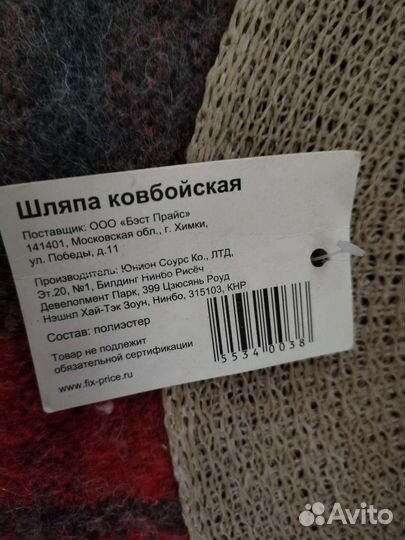 Шляпа ковбойская
Поставщик: ООО «Бэст Прайс»
141401, Московская обл., г. Химки,
ул. Победы, д.11
Производитель: Юнион Соурс Ко., ЛТД,
Эт.20, №1, Билдинг Нинбо Рисёч
Девелопмент Парк, 399 Цзюсянь Роуд
Нэшнл Хай-Тэк Зоун, Нинбо, 315103, КНР
Состав: полиэстер
Товар не подлежит
обязательной сертификации
www.fix-price.ru
55340038
Avito